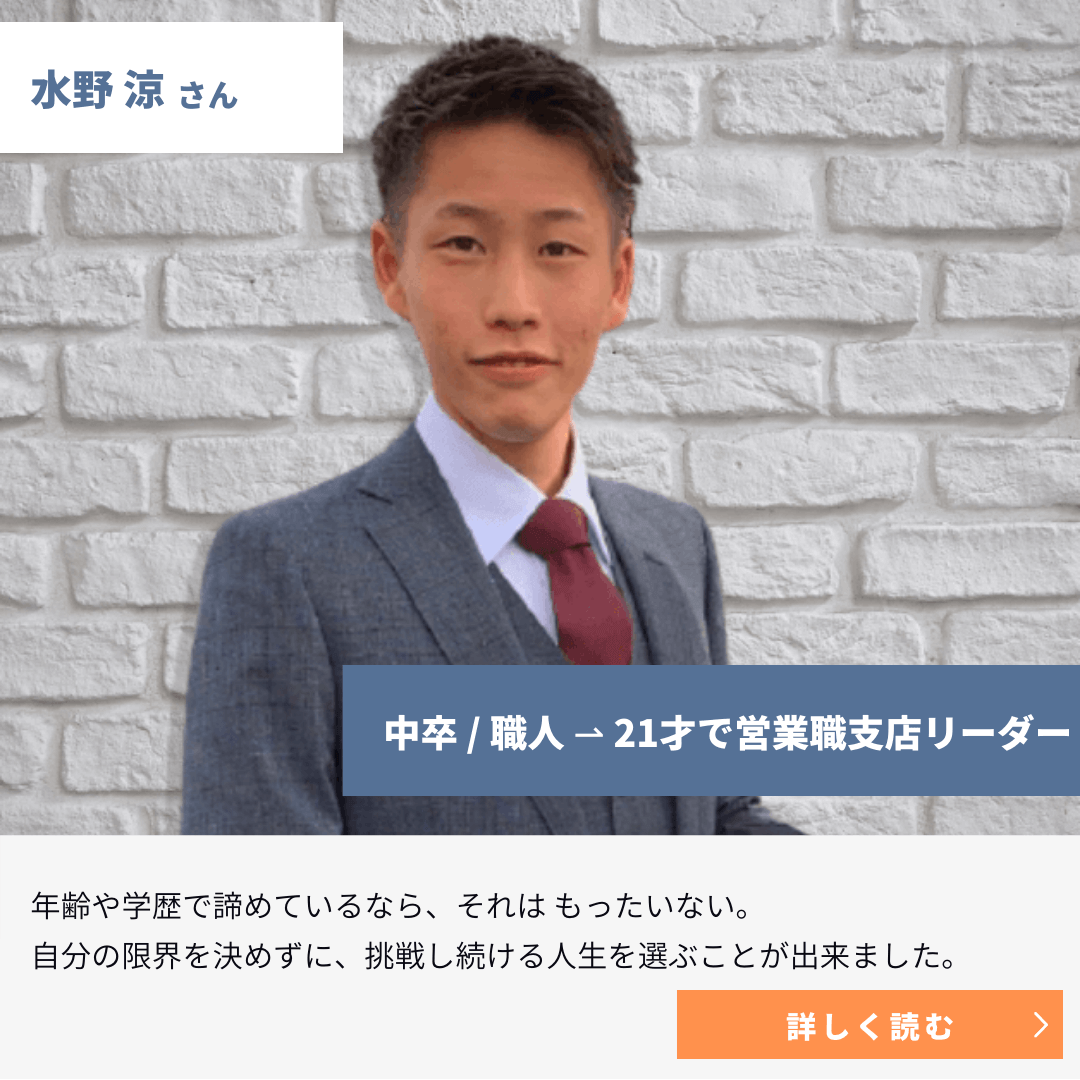 水野 涼 さん
中卒 / 職人 ⇀ 21才で営業職支店リーダー
年齢や学歴で諦めているなら、それは もったいない。
自分の限界を決めずに、挑戦し続ける人生を選ぶことが出来ました。
詳しく読む